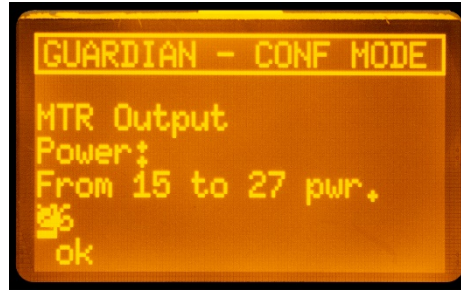 GUARDIAN - CONF MODE
MTR Output
Power:
From 15 to 27 pwr.
26
ok